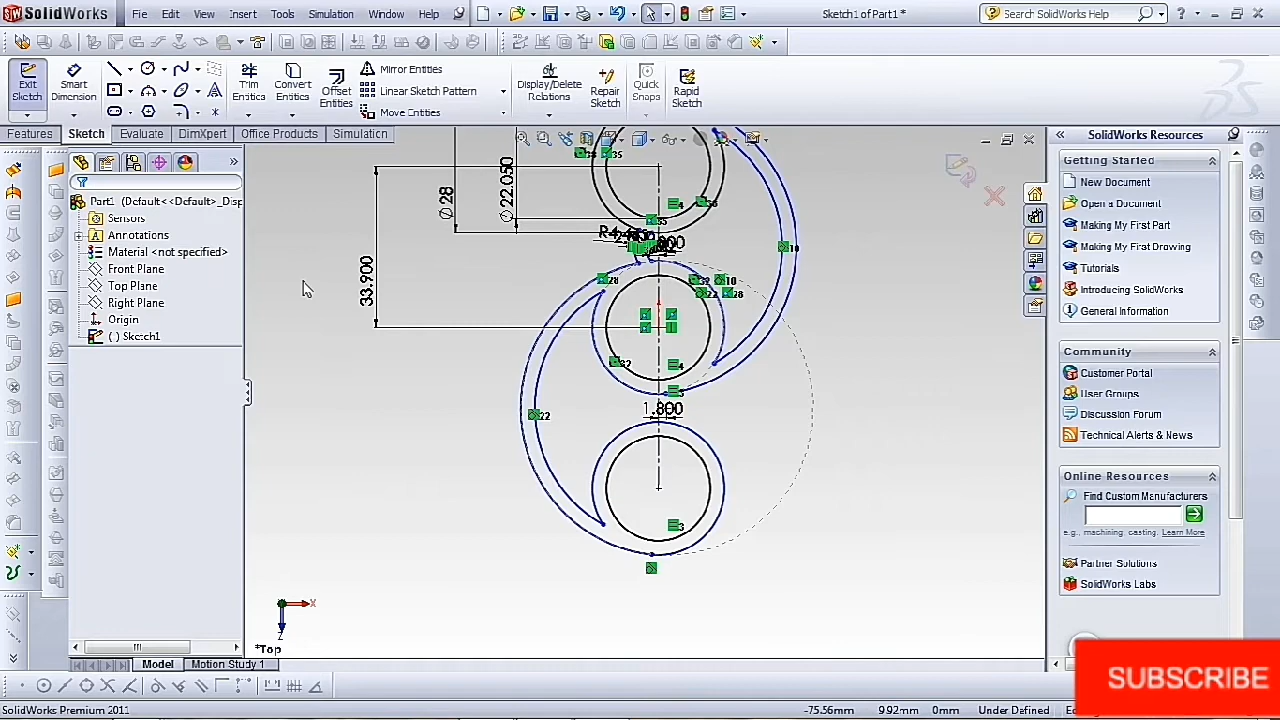 SolidWorks
File Edit View Insert Tools Simulation Window Help
Sketch1 of Part1 *
Search SolidWorks Help
Exit Sketch
Smart Dimension
Trim Entities
Convert Entities
Offset Entities
Mirror Entities
Linear Sketch Pattern
Move Entities
Display/Delete Relations
Repair Sketch
Quick Snaps
Rapid Sketch
Features Sketch Evaluate DimXpert Office Products Simulation
Part1 (Default<<Default>_Disp
Sensors
Annotations
Material <not specified>
Front Plane
Top Plane
Right Plane
Origin
( ) Sketch1
∅28
∅22.050
33.900
1.800
*Top
X
Z
SolidWorks Resources
Getting Started
New Document
Open a Document
Making My First Part
Making My First Drawing
Tutorials
Introducing SolidWorks
General Information
Community
Customer Portal
User Groups
Discussion Forum
Technical Alerts & News
Online Resources
Find Custom Manufacturers
e.g., machining, casting. Learn More
Partner Solutions
SolidWorks Labs
Model Motion Study 1
SolidWorks Premium 2011
-75.56mm 9.92mm 0mm Under Defined
SUBSCRIBE